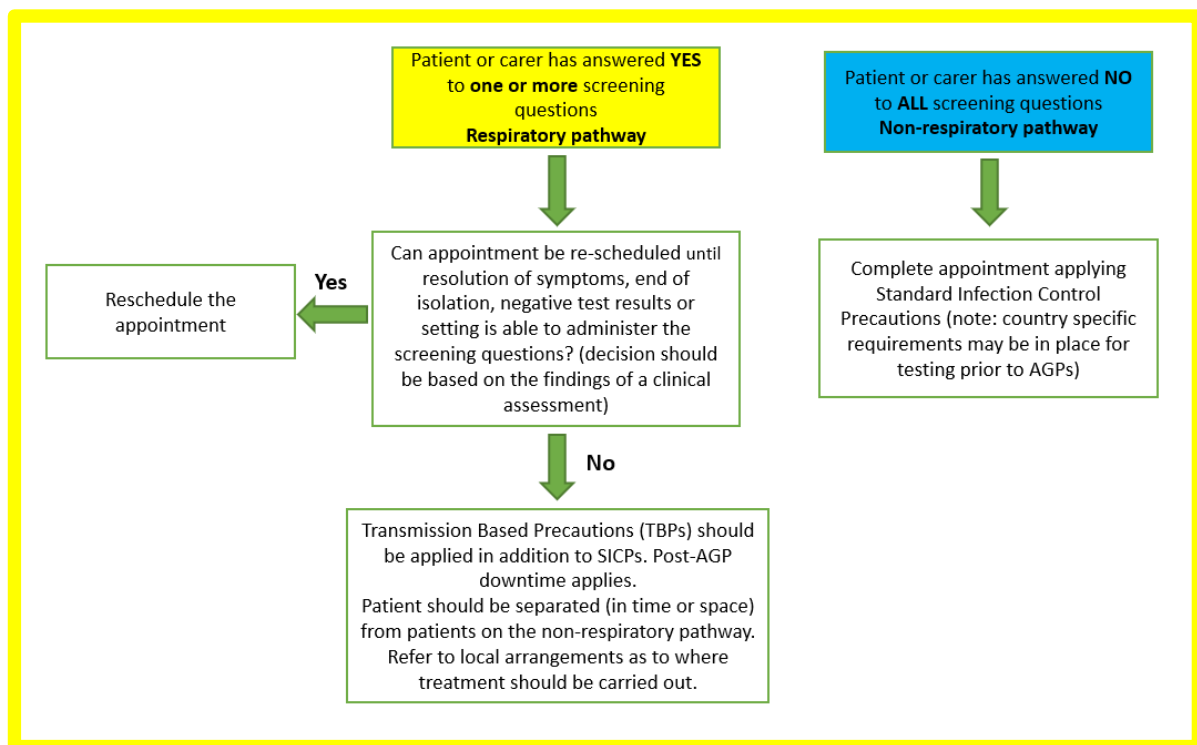 Patient or carer has answered YES
to one or more screening
questions
Respiratory pathway
Patient or carer has answered NO
to ALL screening questions
Non-respiratory pathway
Can appointment be re-scheduled until
resolution of symptoms, end of
isolation, negative test results or
setting is able to administer the
screening questions? (decision should
be based on the findings of a clinical
assessment)
Yes
Reschedule the
appointment
Complete appointment applying
Standard Infection Control
Precautions (note: country specific
requirements may be in place for
testing prior to AGPs)
No
Transmission Based Precautions (TBPs) should
be applied in addition to SICPs. Post-AGP
downtime applies.
Patient should be separated (in time or space)
from patients on the non-respiratory pathway.
Refer to local arrangements as to where
treatment should be carried out.